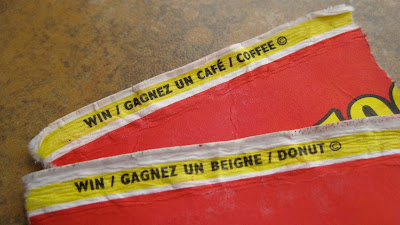 WIN / GAGNEZ UN CAFÉ / COFFEE ©
WIN / GAGNEZ UN BEIGNE / DONUT ©